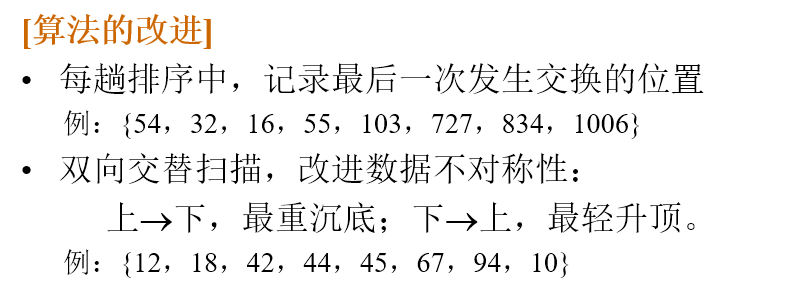 [算法的改进]
• 每趟排序中，记录最后一次发生交换的位置
例：{54，32，16，55，103，727，834，1006}
• 双向交替扫描，改进数据不对称性：
上→下，最重沉底；下→上，最轻升顶。
例：{12，18，42，44，45，67，94，10}